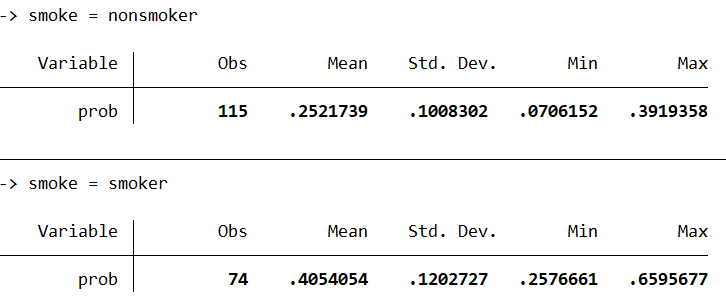 -> smoke = nonsmoker
Variable Obs Mean Std. Dev. Min Max
prob 115 .2521739 .1008302 .0706152 .3919358
-> smoke = smoker
Variable Obs Mean Std. Dev. Min Max
prob 74 .4054054 .1202727 .2576661 .6595677